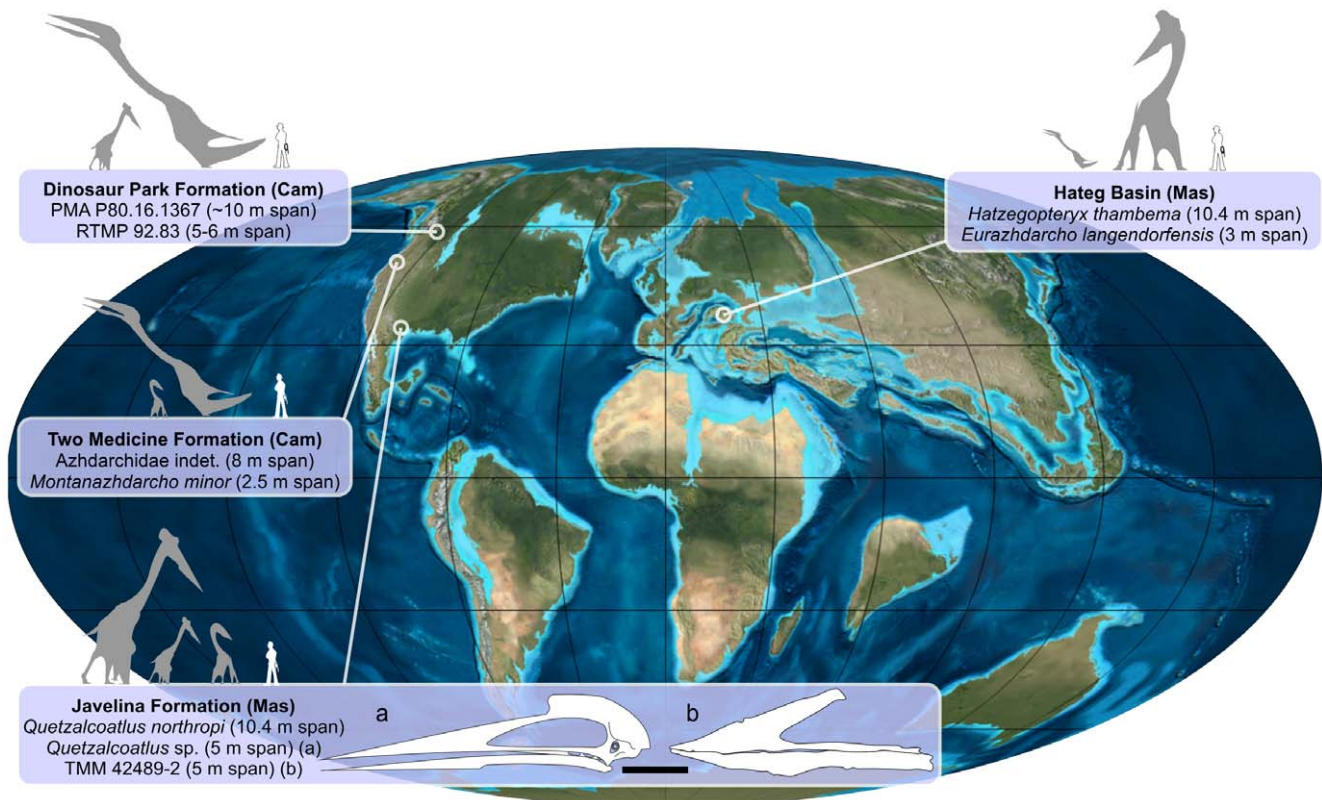 Dinosaur Park Formation (Cam)
PMA P80.16.1367 (~10 m span)
RTMP 92.83 (5-6 m span)
Hateg Basin (Mas)
Hatzegopteryx thambema (10.4 m span)
Eurazhdarcho langendorfensis (3 m span)
Two Medicine Formation (Cam)
Azhdarchidae indet. (8 m span)
Montanazhdarcho minor (2.5 m span)
Javelina Formation (Mas)
Quetzalcoatlus northropi (10.4 m span)
Quetzalcoatlus sp. (5 m span) (a)
TMM 42489-2 (5 m span) (b)
a
b